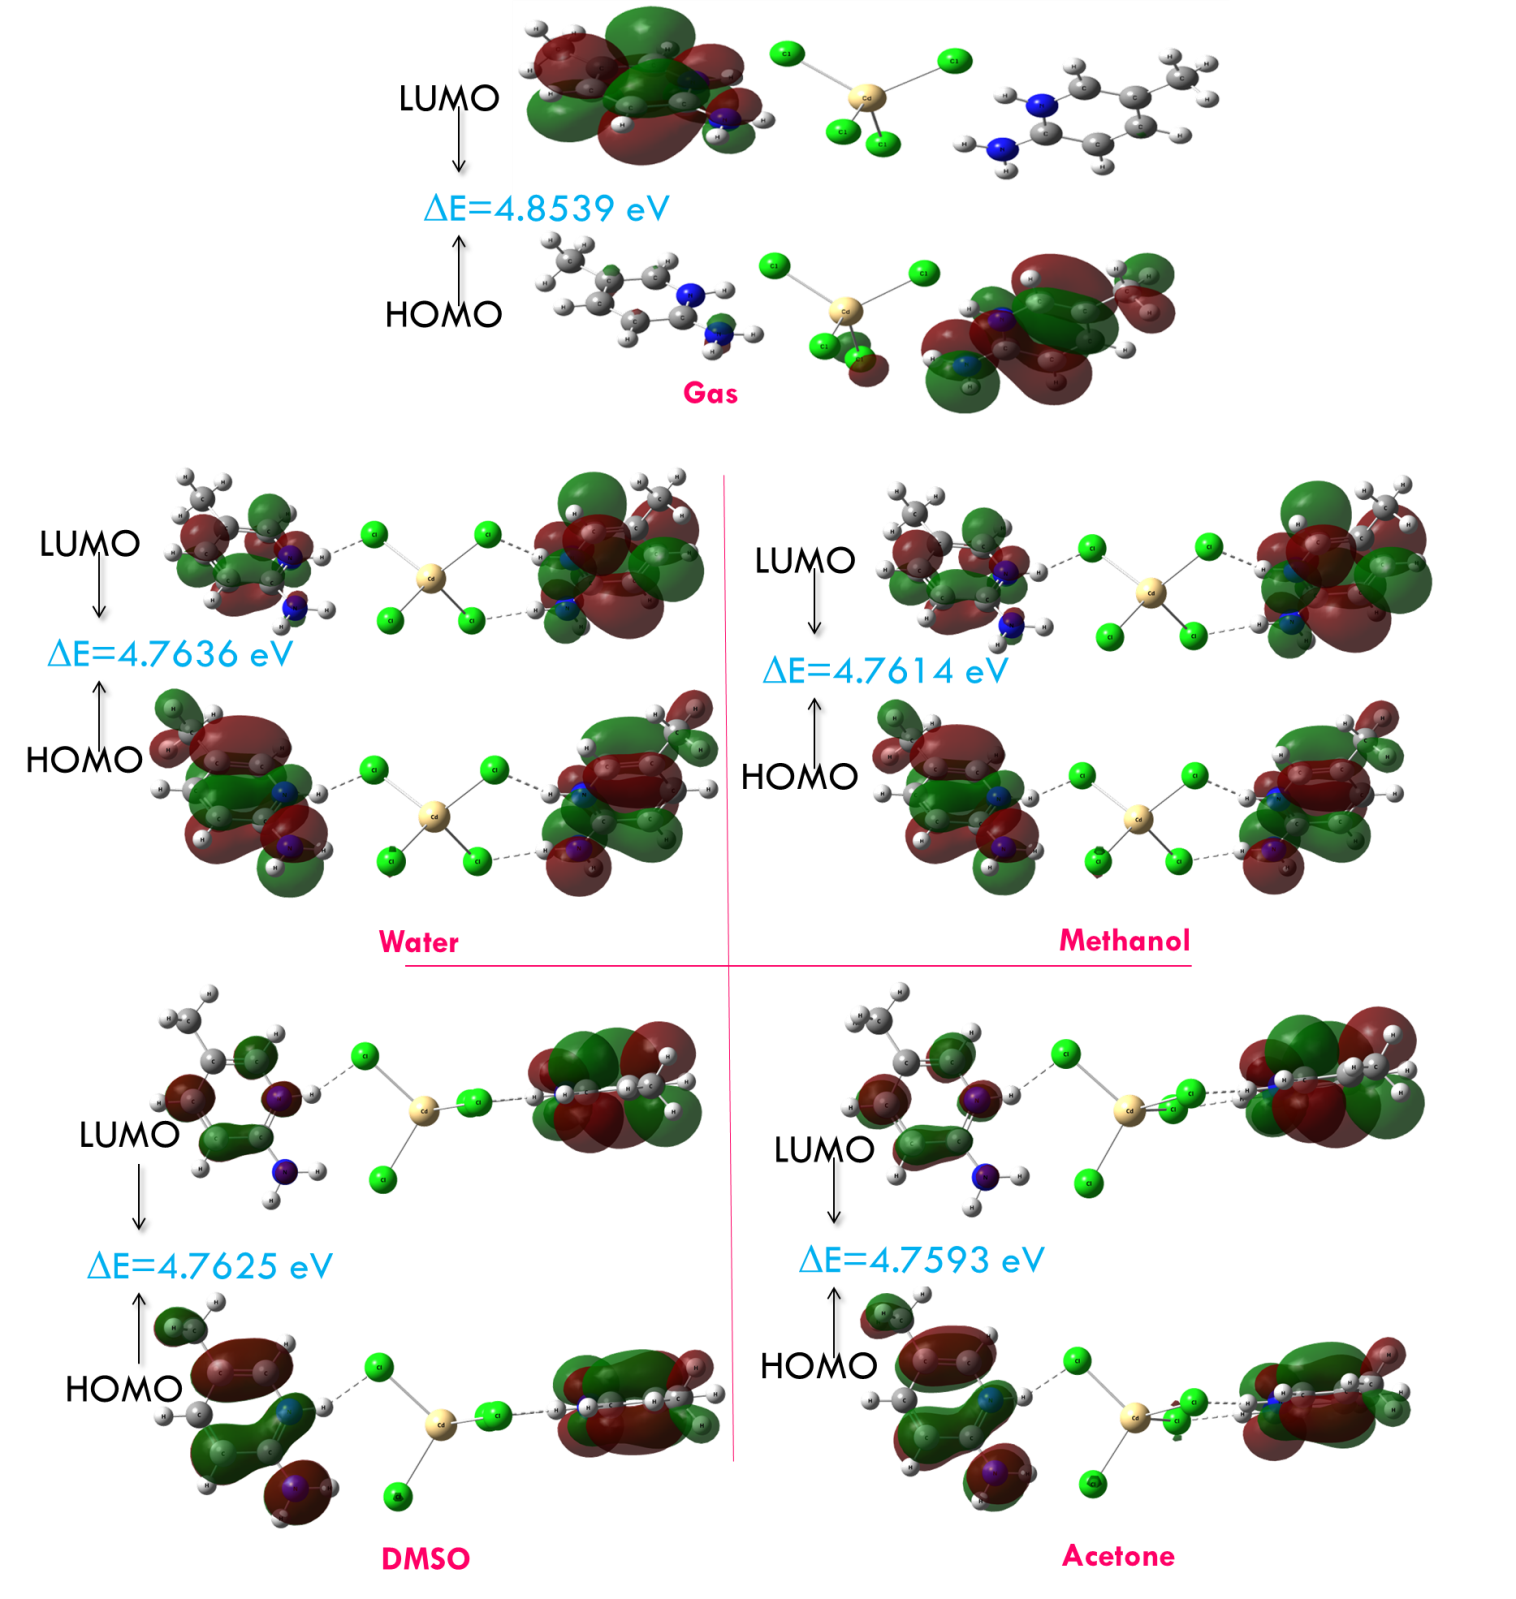 LUMO
ΔE=4.8539 eV
HOMO
Gas
LUMO
ΔE=4.7636 eV
HOMO
Water
LUMO
ΔE=4.7614 eV
HOMO
Methanol
LUMO
ΔE=4.7625 eV
HOMO
DMSO
LUMO
ΔE=4.7593 eV
HOMO
Acetone